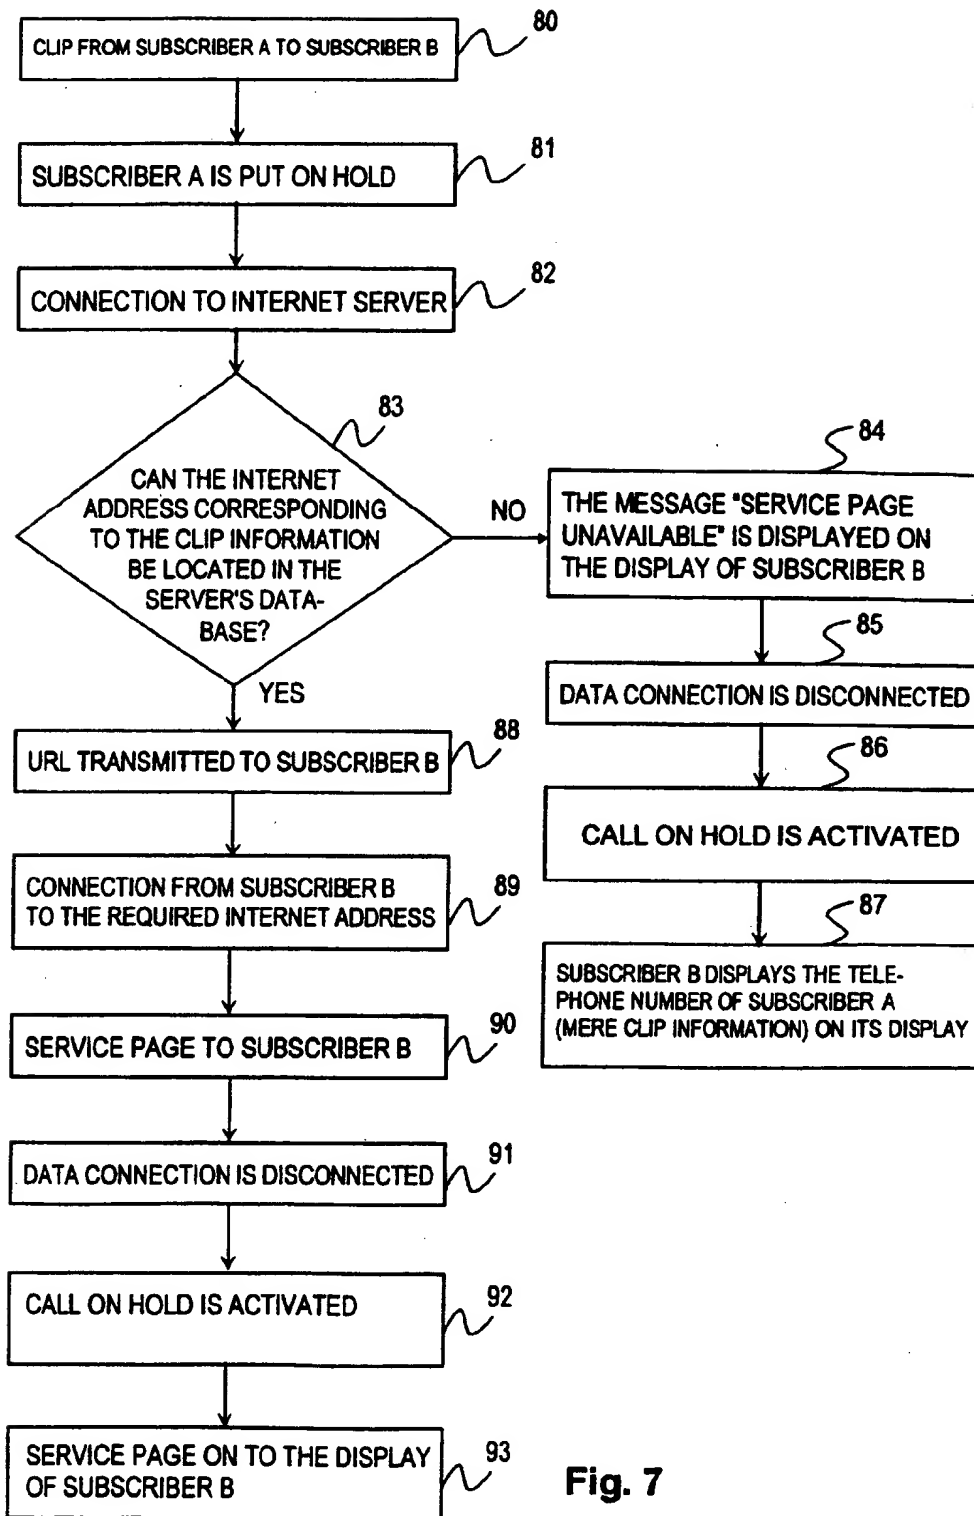 80
CLIP FROM SUBSCRIBER A TO SUBSCRIBER B
81
SUBSCRIBER A IS PUT ON HOLD
82
CONNECTION TO INTERNET SERVER
83
CAN THE INTERNET
ADDRESS CORRESPONDING
TO THE CLIP INFORMATION
BE LOCATED IN THE
SERVER'S DATA-
BASE?
NO
84
THE MESSAGE "SERVICE PAGE
UNAVAILABLE" IS DISPLAYED ON
THE DISPLAY OF SUBSCRIBER B
85
DATA CONNECTION IS DISCONNECTED
86
CALL ON HOLD IS ACTIVATED
87
SUBSCRIBER B DISPLAYS THE TELE-
PHONE NUMBER OF SUBSCRIBER A
(MERE CLIP INFORMATION) ON ITS DISPLAY
YES
88
URL TRANSMITTED TO SUBSCRIBER B
89
CONNECTION FROM SUBSCRIBER B
TO THE REQUIRED INTERNET ADDRESS
90
SERVICE PAGE TO SUBSCRIBER B
91
DATA CONNECTION IS DISCONNECTED
92
CALL ON HOLD IS ACTIVATED
93
SERVICE PAGE ON TO THE DISPLAY
OF SUBSCRIBER B
Fig. 7